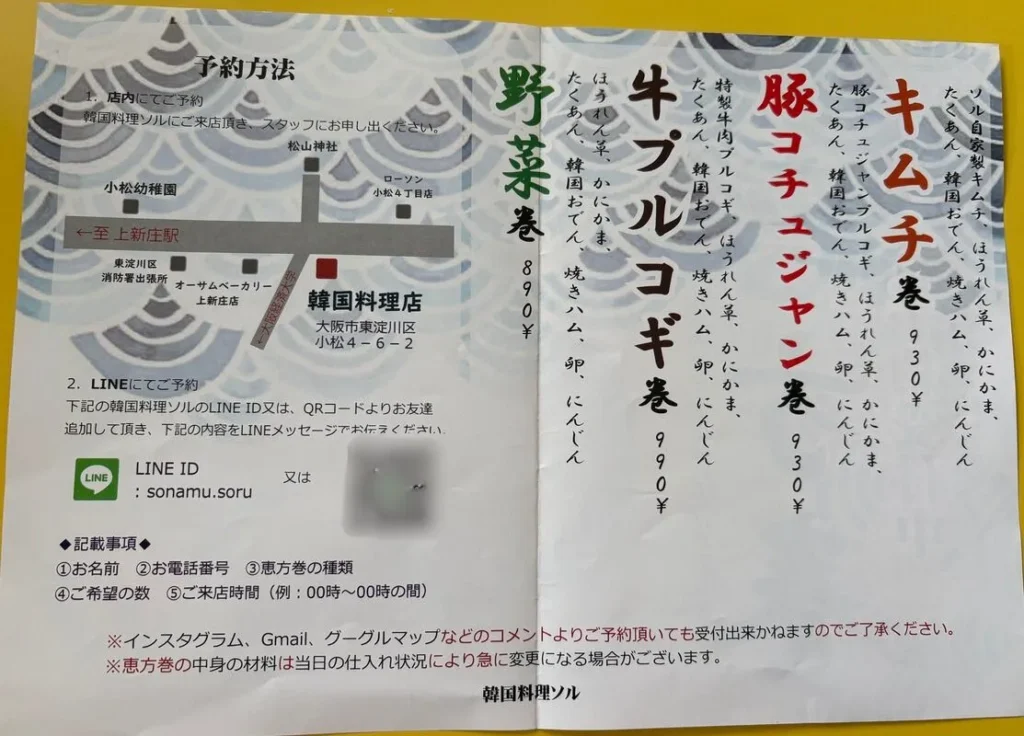 予約方法
1. 店内にてご予約
韓国料理ソルにご来店頂き、スタッフにお申し出ください。
松山神社
小松幼稚園
ローソン
小松４丁目店
←至 上新庄駅
東淀川区
消防署出張所
オーサムベーカリー
上新庄店
韓国料理店
大阪市東淀川区
小松４－６－２
2. LINEにてご予約
下記の韓国料理ソルのLINE ID又は、QRコードよりお友達
追加して頂き、下記の内容をLINEメッセージでお伝えください。
LINE
LINE ID
: sonamu.soru
又は
◆記載事項◆
①お名前 ②お電話番号 ③恵方巻の種類
④ご希望の数 ⑤ご来店時間（例：00時～00時の間）
キムチ巻 930¥
ソル自家製キムチ、ほうれん草、かにかま、
たくあん、韓国おでん、焼きハム、卵、にんじん
豚コチュジャン巻 930¥
豚コチュジャンプルコギ、ほうれん草、かにかま、
たくあん、韓国おでん、焼きハム、卵、にんじん
牛プルコギ巻 990¥
特製牛肉プルコギ、ほうれん草、かにかま、
たくあん、韓国おでん、焼きハム、卵、にんじん
野菜巻 890¥
ほうれん草、かにかま、
たくあん、韓国おでん、焼きハム、卵、にんじん
※インスタグラム、Gmail、グーグルマップなどのコメントよりご予約頂いても受付出来かねますのでご了承ください。
※恵方巻の中身の材料は当日の仕入れ状況により急に変更になる場合がございます。
韓国料理ソル